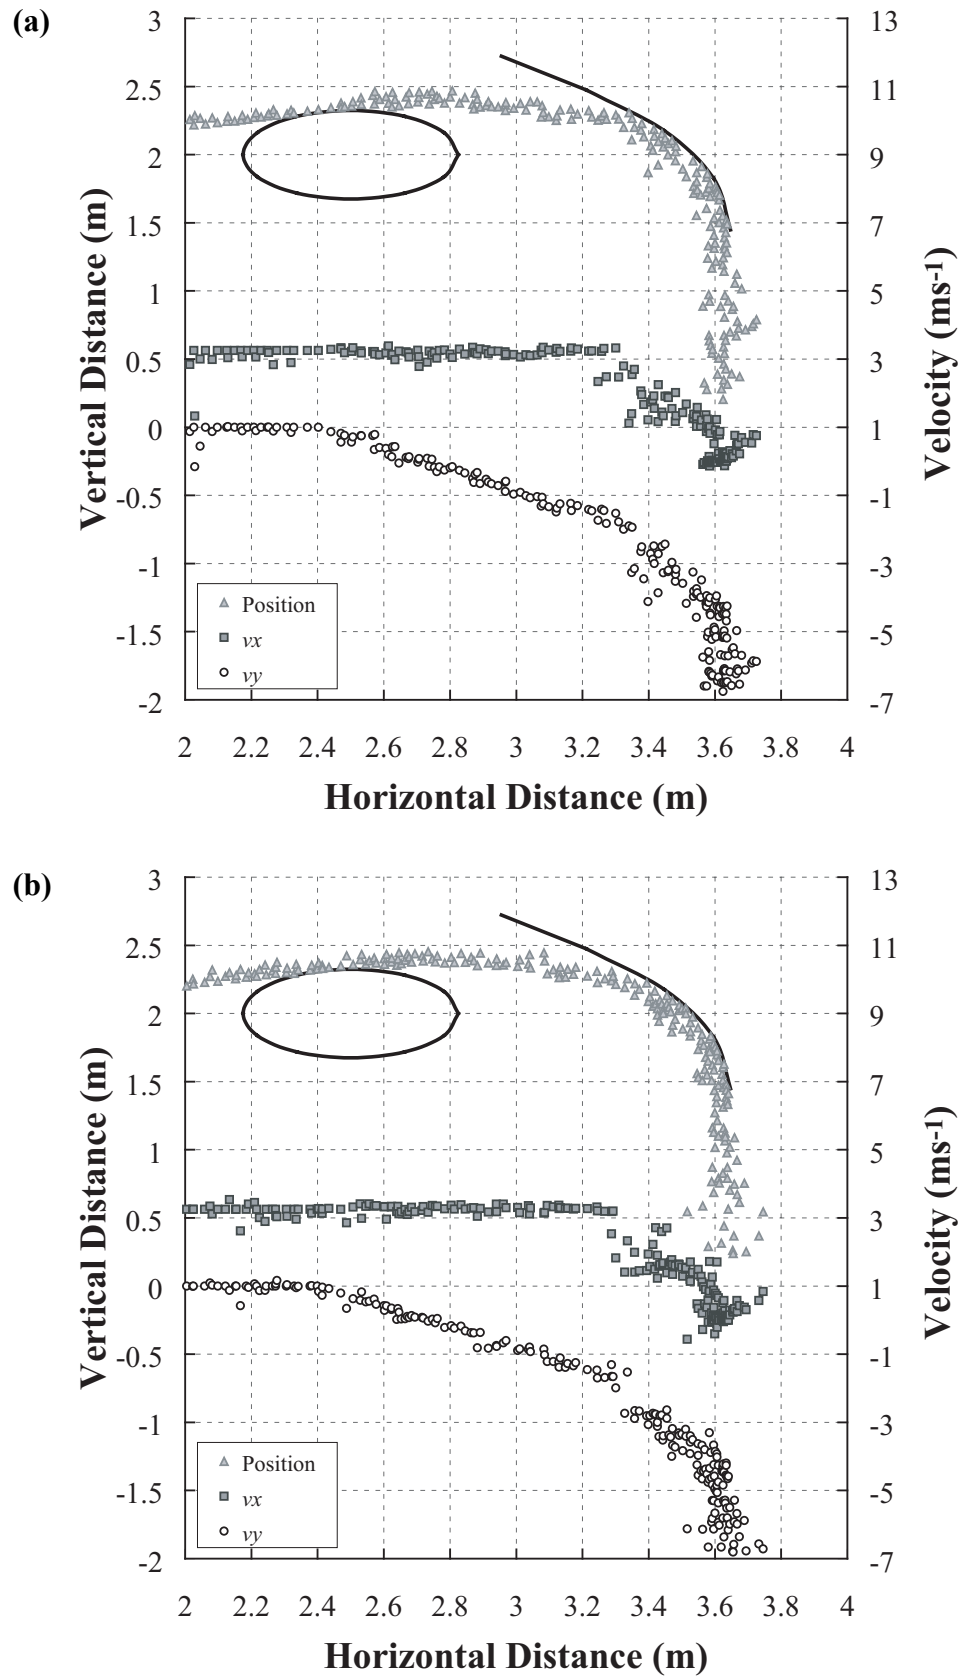 (a)
3
2.5
2
1.5
1
0.5
0
-0.5
-1
-1.5
-2
Vertical Distance (m)
13
11
9
7
5
3
1
-1
-3
-5
-7
Velocity (ms-1)
Position
vx
vy
2 2.2 2.4 2.6 2.8 3 3.2 3.4 3.6 3.8 4
Horizontal Distance (m)
(b)
3
2.5
2
1.5
1
0.5
0
-0.5
-1
-1.5
-2
Vertical Distance (m)
13
11
9
7
5
3
1
-1
-3
-5
-7
Velocity (ms-1)
Position
vx
vy
2 2.2 2.4 2.6 2.8 3 3.2 3.4 3.6 3.8 4
Horizontal Distance (m)